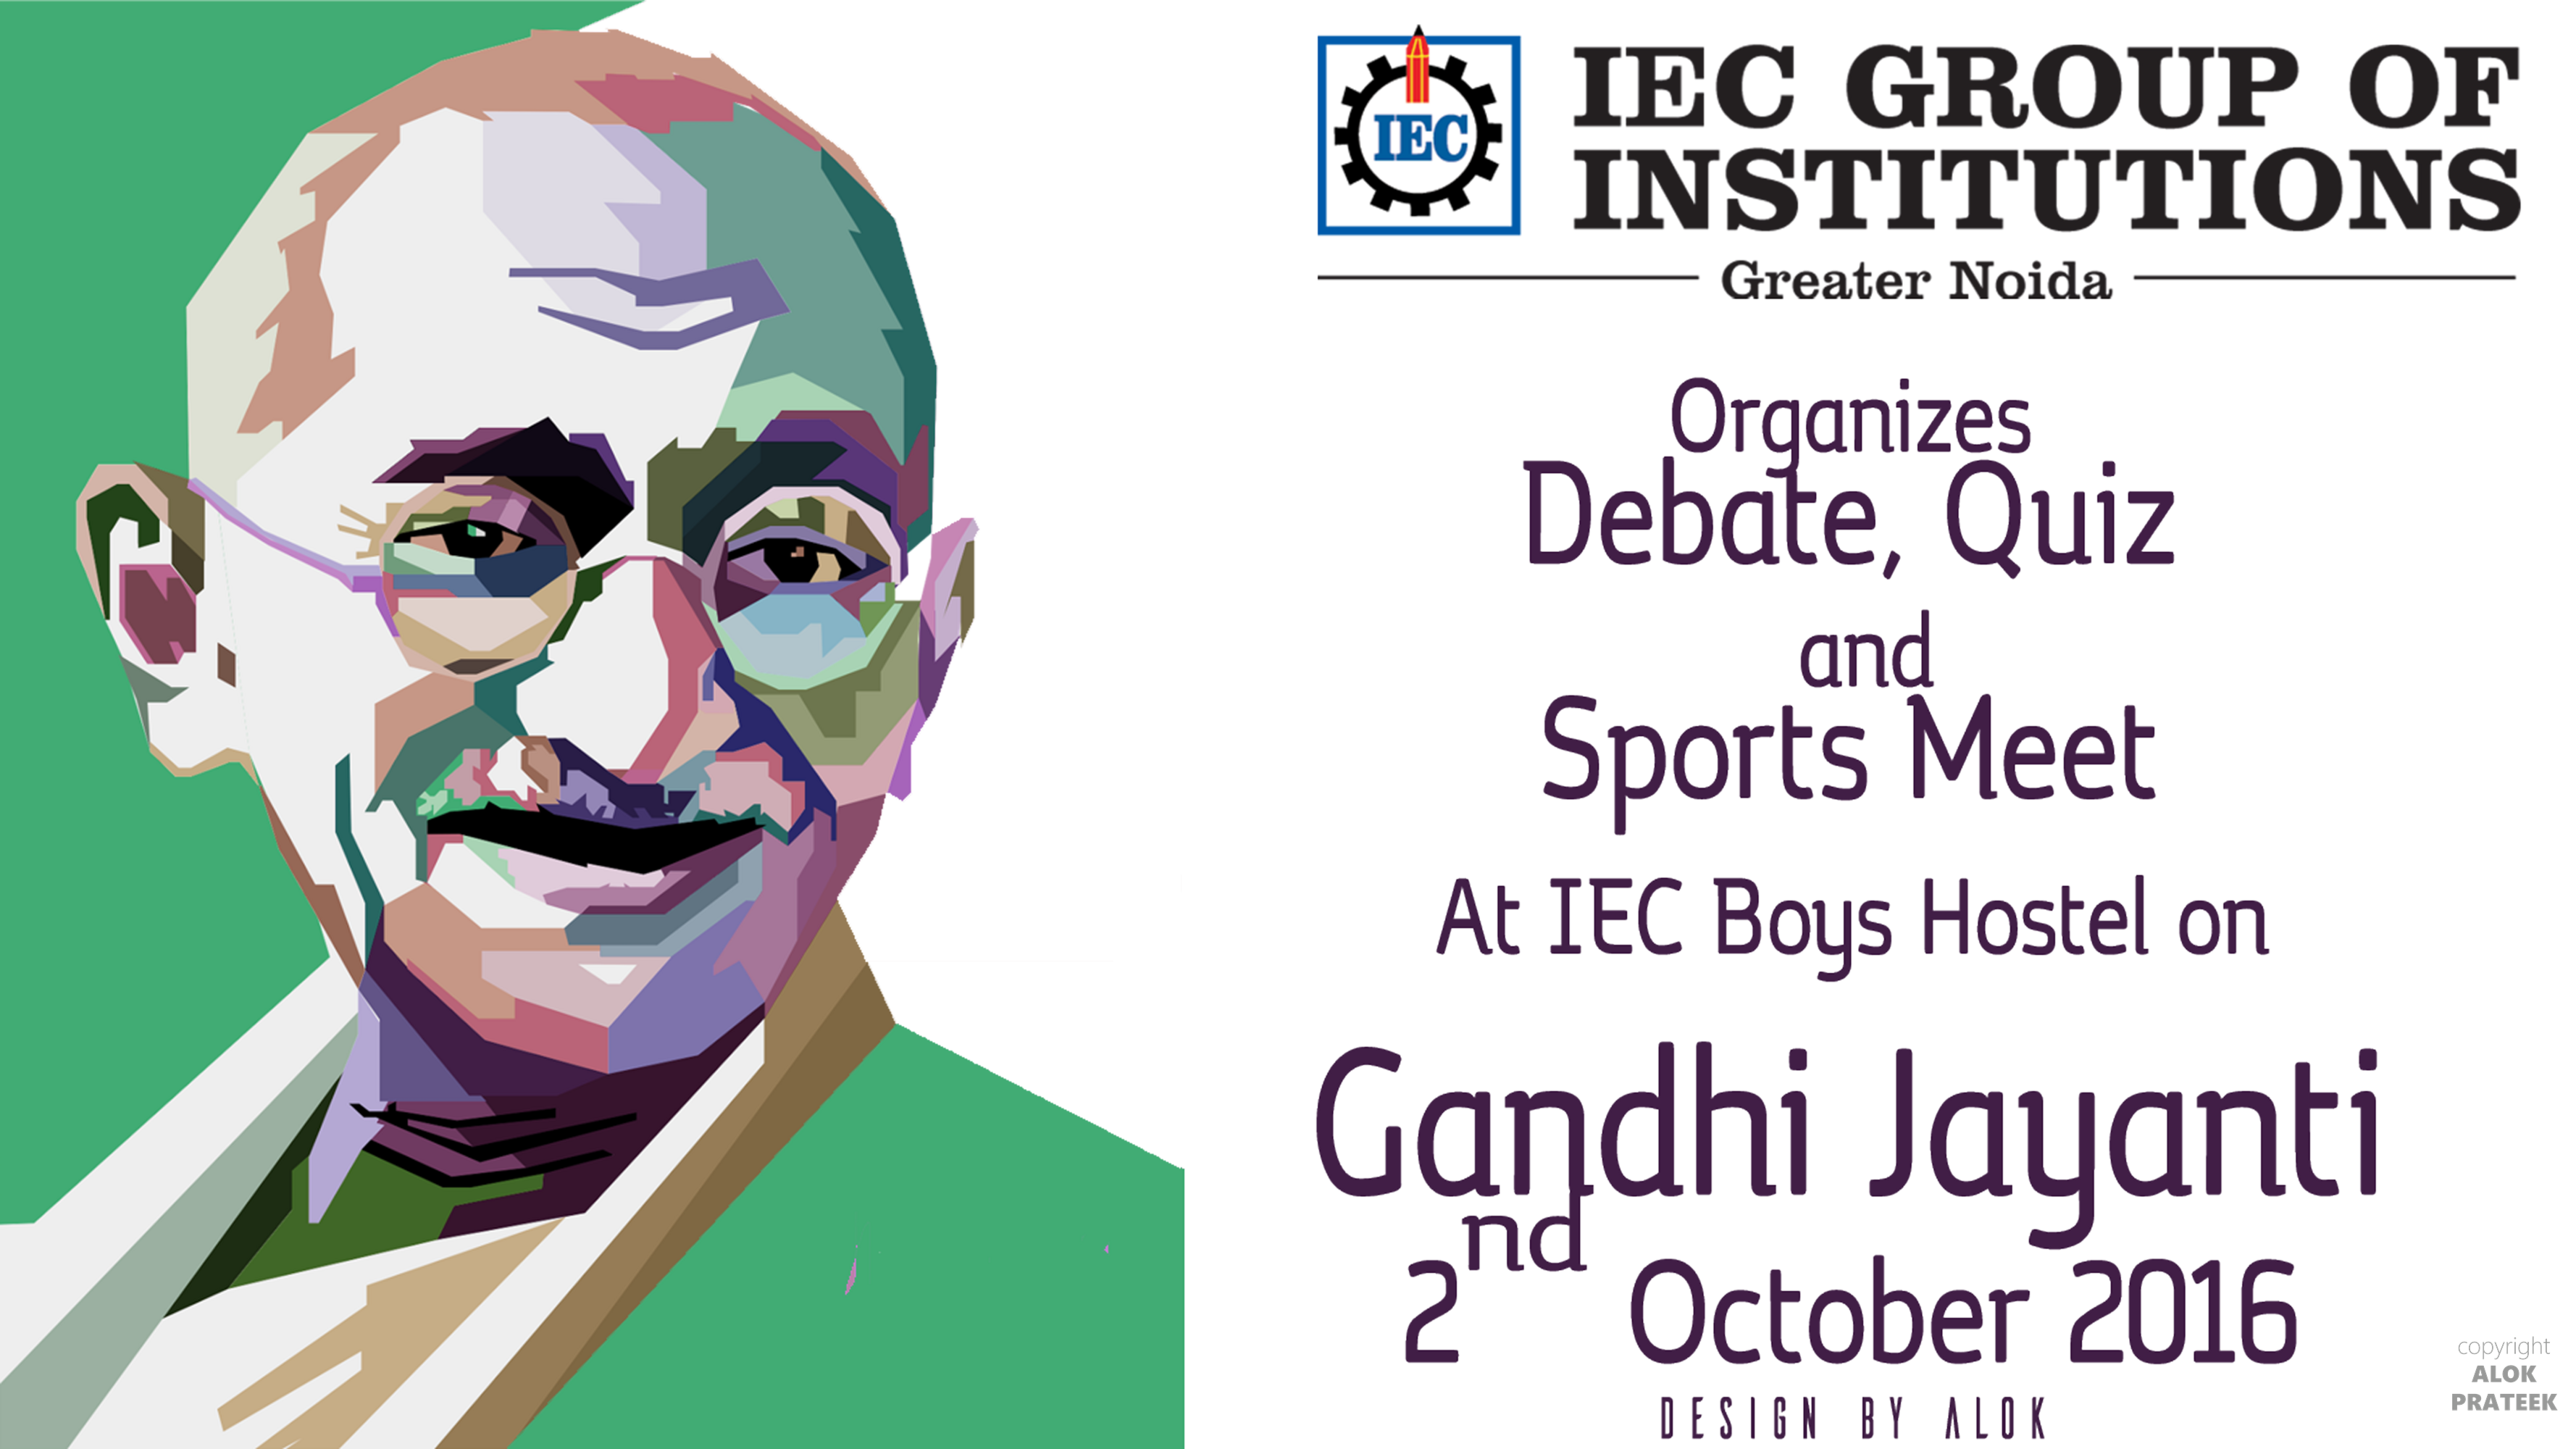 IEC
IEC GROUP OF
INSTITUTIONS
Greater Noida
Organizes
Debate, Quiz
and
Sports Meet
At IEC Boys Hostel on
Gandhi Jayanti
2nd October 2016
DESIGN BY ALOK
copyright
ALOK
PRATEEK